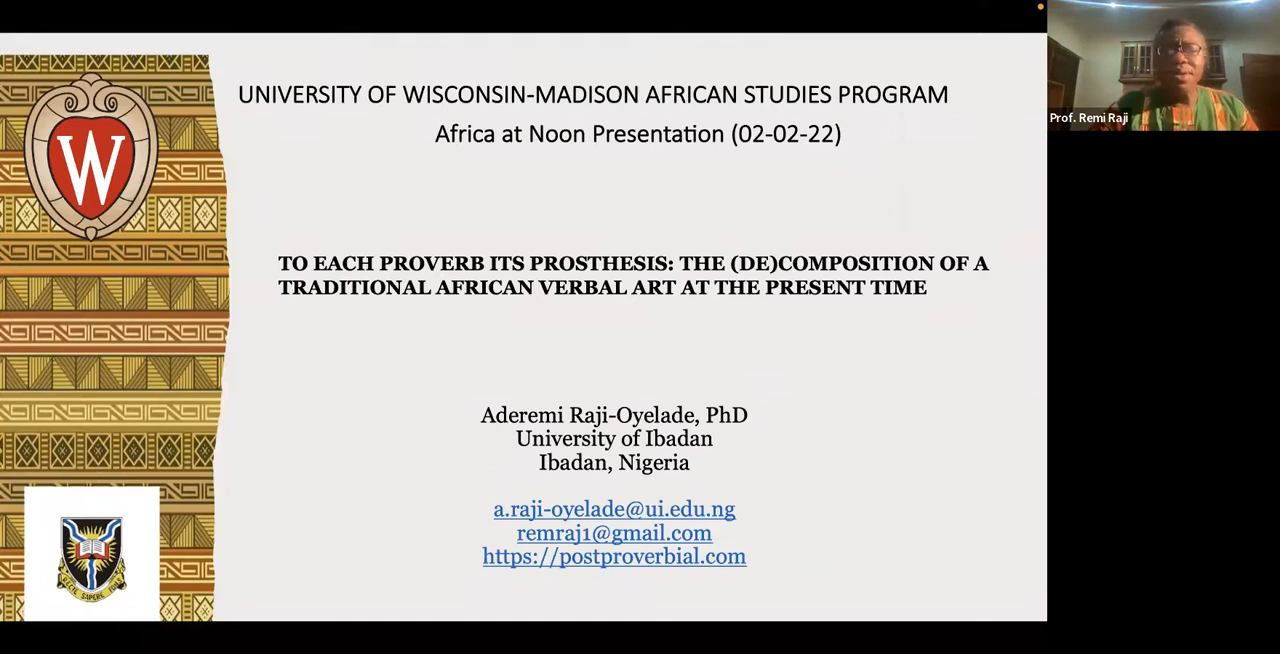 UNIVERSITY OF WISCONSIN-MADISON AFRICAN STUDIES PROGRAM
Africa at Noon Presentation (02-02-22)
W
TO EACH PROVERB ITS PROSTHESIS: THE (DE)COMPOSITION OF A
TRADITIONAL AFRICAN VERBAL ART AT THE PRESENT TIME
Aderemi Raji-Oyelade, PhD
University of Ibadan
Ibadan, Nigeria
a.raji-oyelade@ui.edu.ng
remraj1@gmail.com
https://postproverbial.com
Prof. Remi Raji